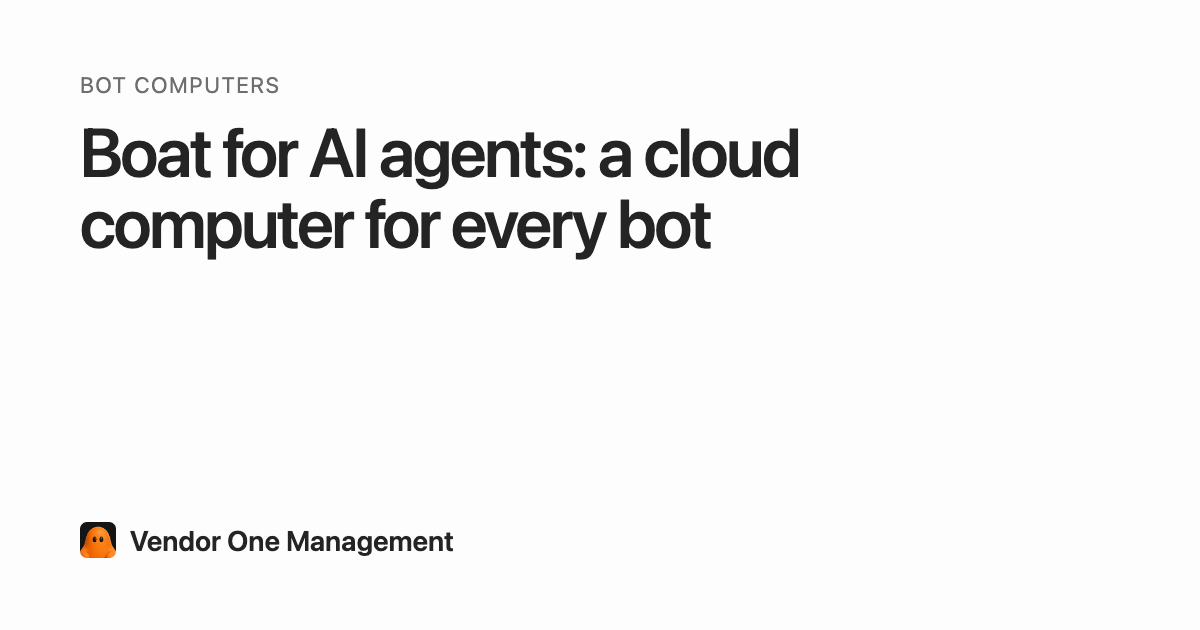 BOT COMPUTERS
Boat for AI agents: a cloud
computer for every bot
Vendor One Management